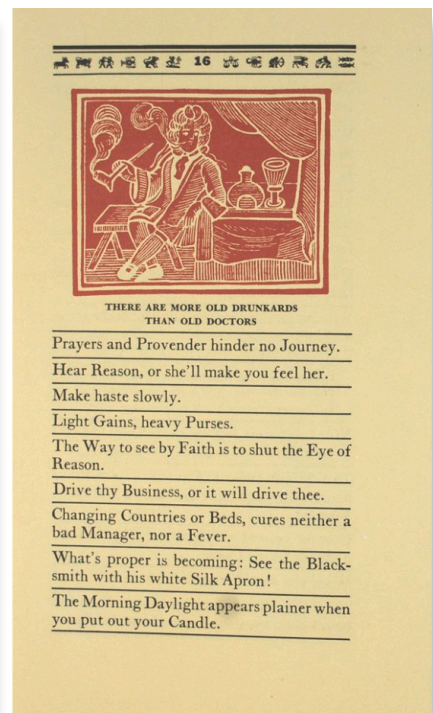 16
THERE ARE MORE OLD DRUNKARDS
THAN OLD DOCTORS
Prayers and Provender hinder no Journey.
Hear Reason, or she'll make you feel her.
Make haste slowly.
Light Gains, heavy Purses.
The Way to see by Faith is to shut the Eye of
Reason.
Drive thy Business, or it will drive thee.
Changing Countries or Beds, cures neither a
bad Manager, nor a Fever.
What's proper is becoming: See the Black-
smith with his white Silk Apron!
The Morning Daylight appears plainer when
you put out your Candle.